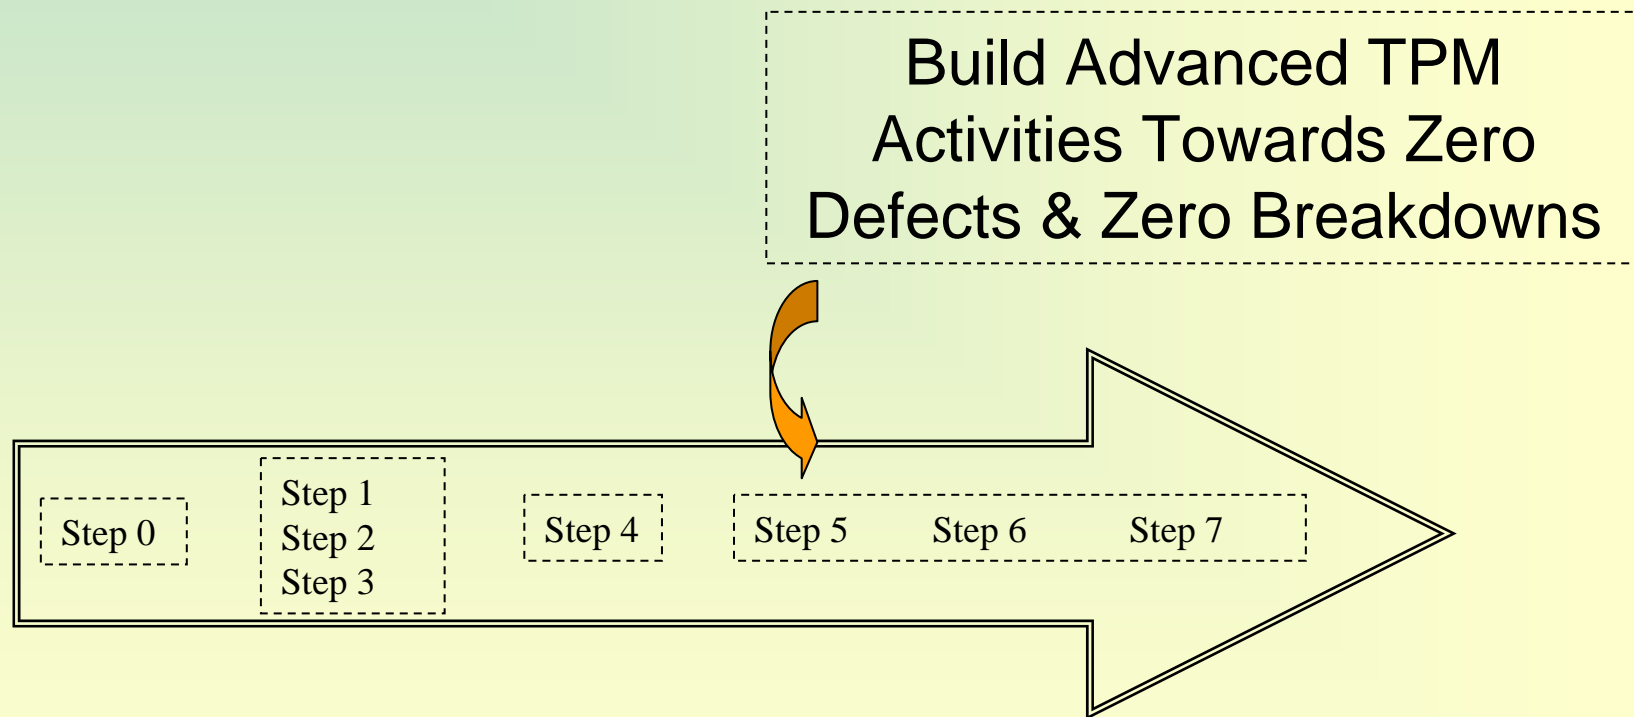 Build Advanced TPM
Activities Towards Zero
Defects & Zero Breakdowns
Step 0
Step 1
Step 2
Step 3
Step 4
Step 5 Step 6 Step 7